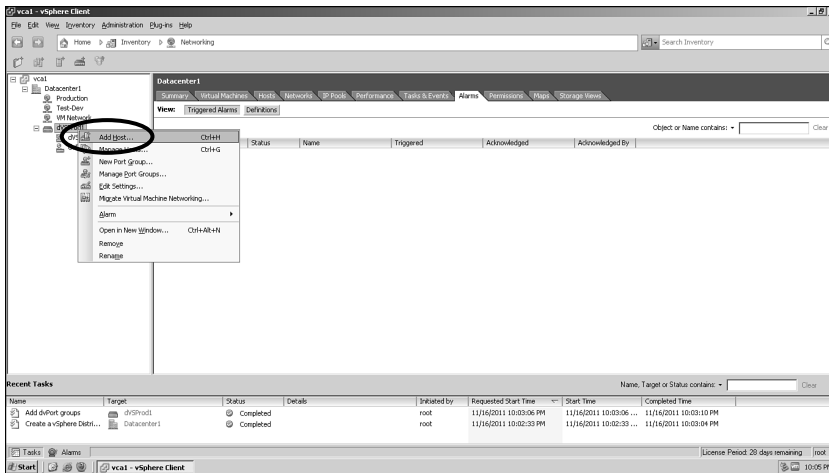 vca1 - vSphere Client
File Edit View Inventory Administration Plug-ins Help
Home Inventory Networking Search Inventory
vca1
Datacenter1
Production
Test-Dev
VM Network
dVSProd1
Datacenter1
Summary Virtual Machines Hosts Networks IP Pools Performance Tasks & Events Alarms Permissions Maps Storage Views
View: Triggered Alarms Definitions
Object or Name contains: Clear
Status Name Triggered Acknowledged Acknowledged By
Add Host... Ctrl+H
Manage Ctrl+G
New Port Group...
Manage Port Groups...
Edit Settings...
Migrate Virtual Machine Networking...
Alarm
Open in New Window... Ctrl+Alt+N
Remove
Rename
Recent Tasks
Name, Target or Status contains: Clear
Name Target Status Details Initiated by Requested Start Time Start Time Completed Time
Add dvPort groups dVSProd1 Completed root 11/16/2011 10:03:06 PM 11/16/2011 10:03:06 ... 11/16/2011 10:03:10 PM
Create a vSphere Distri... Datacenter1 Completed root 11/16/2011 10:02:33 PM 11/16/2011 10:02:33 ... 11/16/2011 10:03:04 PM
Tasks Alarms
License Period: 28 days remaining root
Start vca1 - vSphere Client 10:05 P